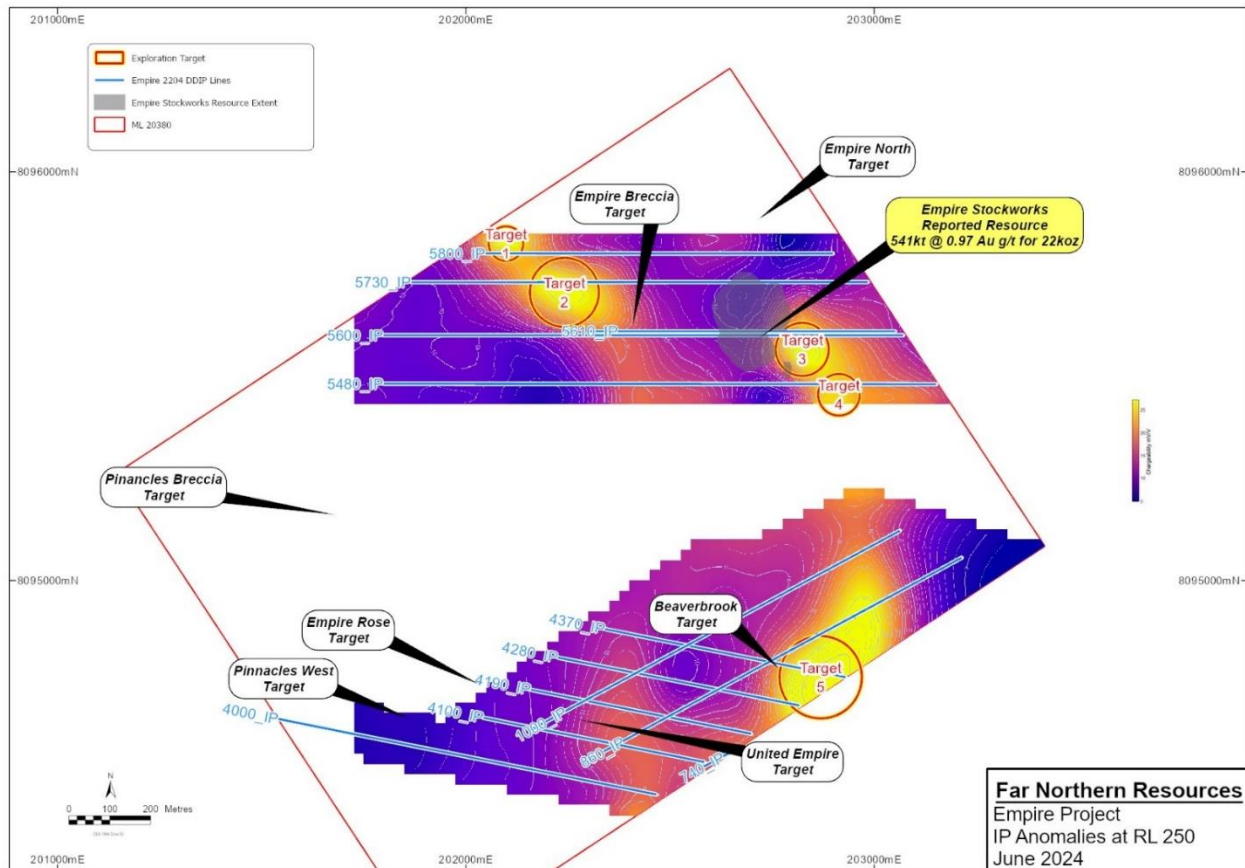 201000mE
202000mE
203000mE
Exploration Target
Empire 2204 DDIP Lines
Empire Stockworks Resource Extent
ML 20380
8096000mN
8096000mN
Empire North
Target
Empire Breccia
Target
Empire Stockworks
Reported Resource
541kt @ 0.97 Au g/t for 22koz
Target
1
5800_IP
5730_IP
Target
2
5610_IP
5600_IP
Target
3
5480_IP
Target
4
Chargeability mV/V
Pinancles Breccia
Target
8095000mN
8095000mN
Beaverbrook
Target
Empire Rose
Target
4370_IP
4280_IP
Target
5
Pinnacles West
Target
4190_IP
4100_IP
4000_IP
1090_IP
860_IP
740_IP
United Empire
Target
N
0 100 200 Metres
Far Northern Resources
Empire Project
IP Anomalies at RL 250
June 2024
201000mE
202000mE
203000mE